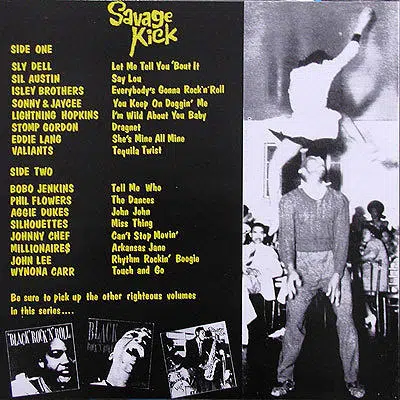 Savage
Kick
SIDE ONE
SLY DELL Let Me Tell You 'Bout It
SIL AUSTIN Say Lou
ISLEY BROTHERS Everybody's Gonna Rock'n'Roll
SONNY & JAYCEE You Keep On Doggin' Me
LIGHTNING HOPKINS I'm Wild About You Baby
STOMP GORDON Dragnet
EDDIE LANG She's Mine All Mine
VALIANTS Tequila Twist
SIDE TWO
BOBO JENKINS Tell Me Who
PHIL FLOWERS The Dances
AGGIE DUKES John John
SILHOUETTES Miss Thing
JOHNNY CHEF Can't Stop Movin'
MILLIONAIRES Arkansas Jane
JOHN LEE Rhythm Rockin' Boogie
WYNONA CARR Touch and Go
Be sure to pick up the other righteous volumes
in this series....
BLACK ROCK'N'ROLL
BLACK
ROCK'N'ROLL